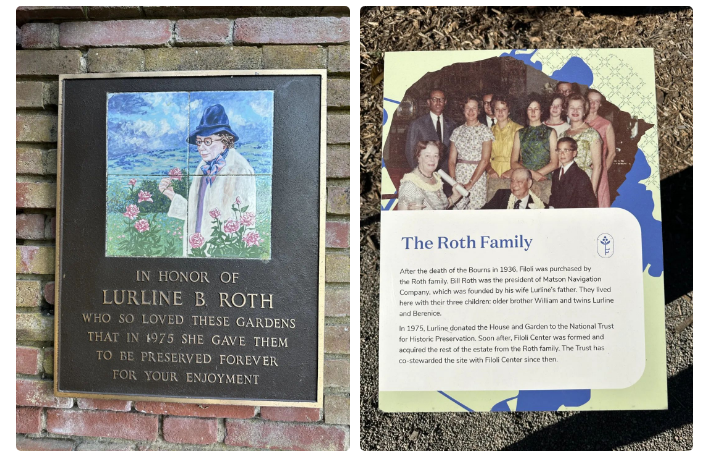 IN HONOR OF
LURLINE B. ROTH
WHO SO LOVED THESE GARDENS
THAT IN 1975 SHE GAVE THEM
TO BE PRESERVED FOREVER
FOR YOUR ENJOYMENT
The Roth Family
After the death of the Bourns in 1936, Filoli was purchased by
the Roth family. Bill Roth was the president of Matson Navigation
Company, which was founded by his wife Lurline's father. They lived
here with their three children: older brother William and twins Lurline
and Berenice.
In 1975, Lurline donated the House and Garden to the National Trust
for Historic Preservation. Soon after, Filoli Center was formed and
acquired the rest of the estate from the Roth family. The Trust has
co-stewarded the site with Filoli Center since then.